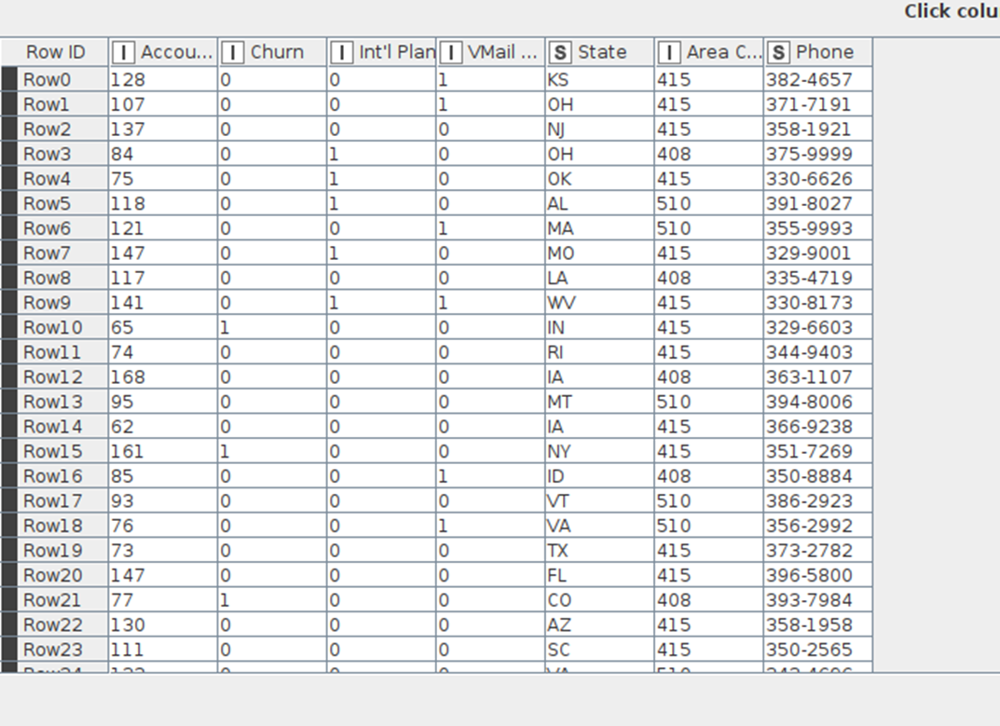 Click colu
Row ID I Accou... I Churn I Int'l Plan I VMail ... S State I Area C... S Phone
Row0 128 0 0 1 KS 415 382-4657
Row1 107 0 0 1 OH 415 371-7191
Row2 137 0 0 0 NJ 415 358-1921
Row3 84 0 1 0 OH 408 375-9999
Row4 75 0 1 0 OK 415 330-6626
Row5 118 0 1 0 AL 510 391-8027
Row6 121 0 0 1 MA 510 355-9993
Row7 147 0 1 0 MO 415 329-9001
Row8 117 0 0 0 LA 408 335-4719
Row9 141 0 1 1 WV 415 330-8173
Row10 65 1 0 0 IN 415 329-6603
Row11 74 0 0 0 RI 415 344-9403
Row12 168 0 0 0 IA 408 363-1107
Row13 95 0 0 0 MT 510 394-8006
Row14 62 0 0 0 IA 415 366-9238
Row15 161 1 0 0 NY 415 351-7269
Row16 85 0 0 1 ID 408 350-8884
Row17 93 0 0 0 VT 510 386-2923
Row18 76 0 0 1 VA 510 356-2992
Row19 73 0 0 0 TX 415 373-2782
Row20 147 0 0 0 FL 415 396-5800
Row21 77 1 0 0 CO 408 393-7984
Row22 130 0 0 0 AZ 415 358-1958
Row23 111 0 0 0 SC 415 350-2565